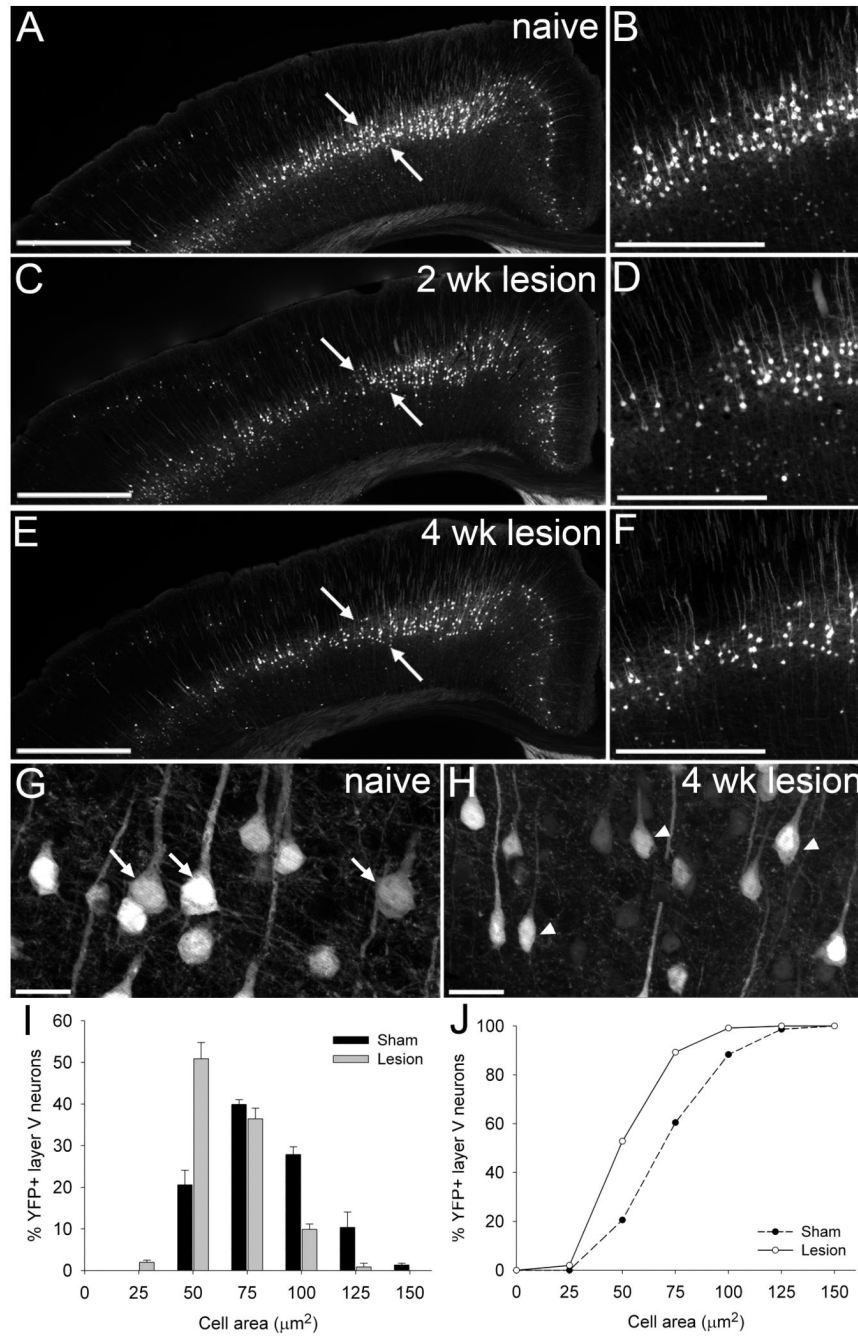 A
naive
B
C
2 wk lesion
D
E
4 wk lesion
F
G
naive
H
4 wk lesion
I
60
50
40
30
20
10
0
% YFP+ layer V neurons
Sham
Lesion
0 25 50 75 100 125 150
Cell area (μm²)
J
100
80
60
40
20
0
% YFP+ layer V neurons
Sham
Lesion
0 25 50 75 100 125 150
Cell area (μm²)